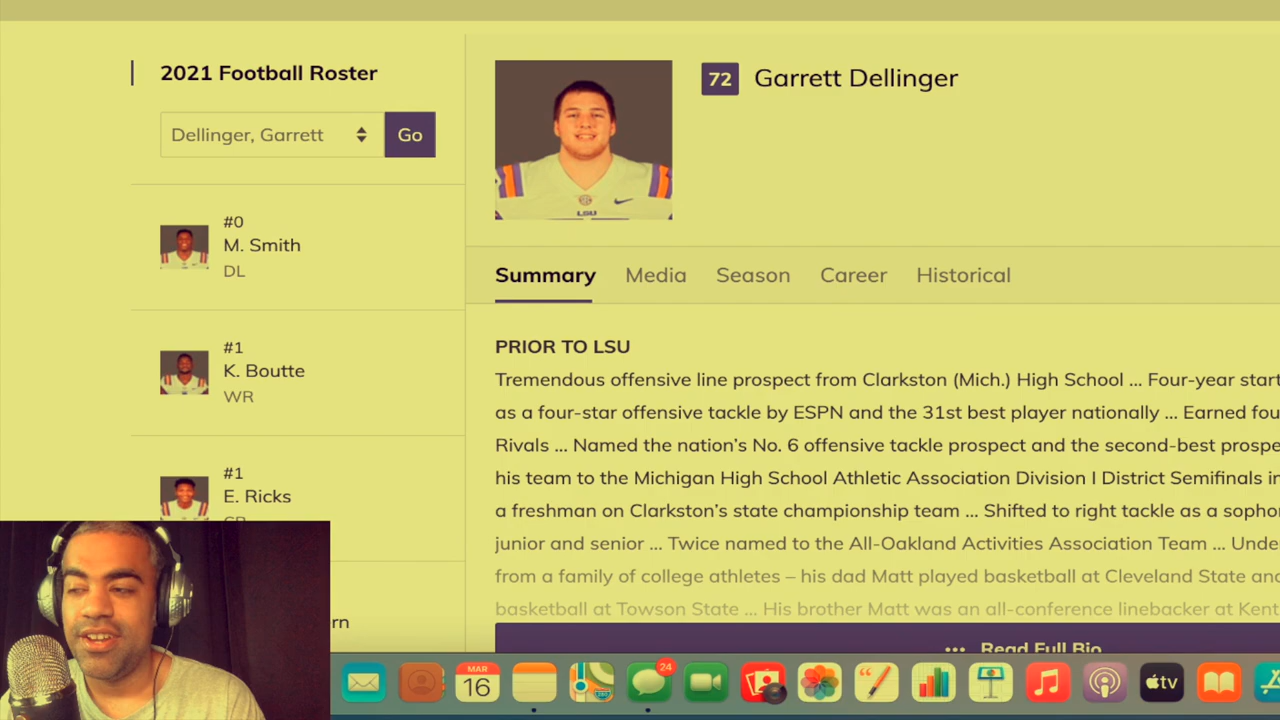 2021 Football Roster
Dellinger, Garrett
Go
#0
M. Smith
DL
#1
K. Boutte
WR
#1
E. Ricks
72
Garrett Dellinger
LSU
Summary Media Season Career Historical
PRIOR TO LSU
Tremendous offensive line prospect from Clarkston (Mich.) High School ... Four-year start
as a four-star offensive tackle by ESPN and the 31st best player nationally ... Earned fou
Rivals ... Named the nation's No. 6 offensive tackle prospect and the second-best prospe
his team to the Michigan High School Athletic Association Division I District Semifinals in
a freshman on Clarkston's state championship team ... Shifted to right tackle as a sopho
junior and senior ... Twice named to the All-Oakland Activities Association Team ... Unde
from a family of college athletes – his dad Matt played basketball at Cleveland State and
basketball at Towson State ... His brother Matt was an all-conference linebacker at Kent
... Read Full Bio
rn
MAR
16
24
tv